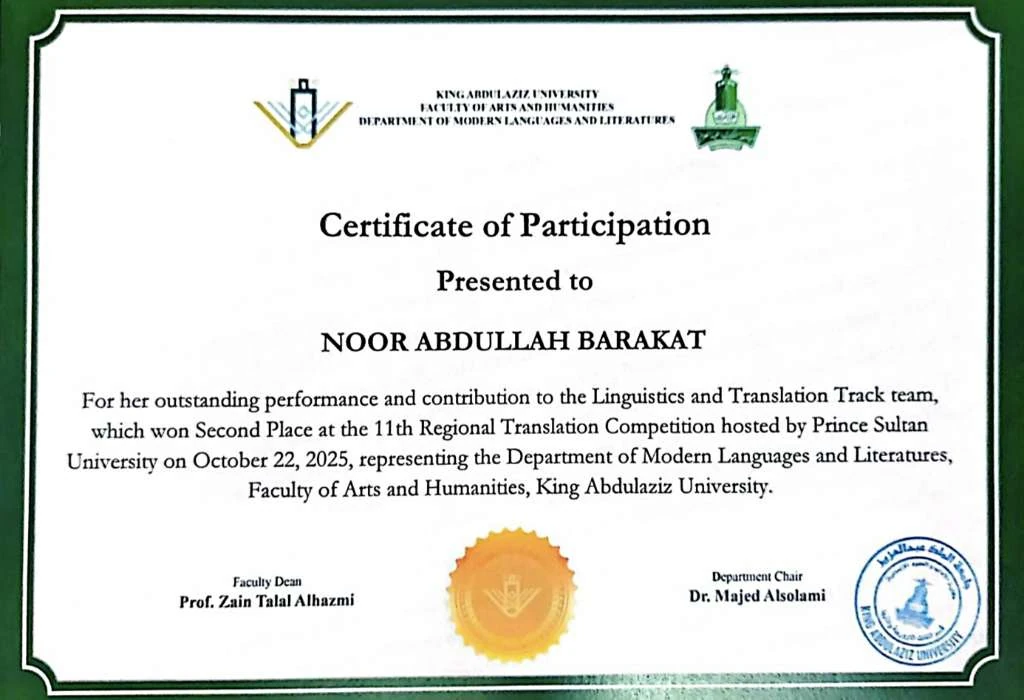 KING ABDULAZIZ UNIVERSITY
FACULTY OF ARTS AND HUMANITIES
DEPARTMENT OF MODERN LANGUAGES AND LITERATURES
Certificate of Participation
Presented to
NOOR ABDULLAH BARAKAT
For her outstanding performance and contribution to the Linguistics and Translation Track team,
which won Second Place at the 11th Regional Translation Competition hosted by Prince Sultan
University on October 22, 2025, representing the Department of Modern Languages and Literatures,
Faculty of Arts and Humanities, King Abdulaziz University.
Faculty Dean
Prof. Zain Talal Alhazmi
Department Chair
Dr. Majed Alsolami
جامعة الملك عبدالعزيز
KING ABDULAZIZ UNIVERSITY